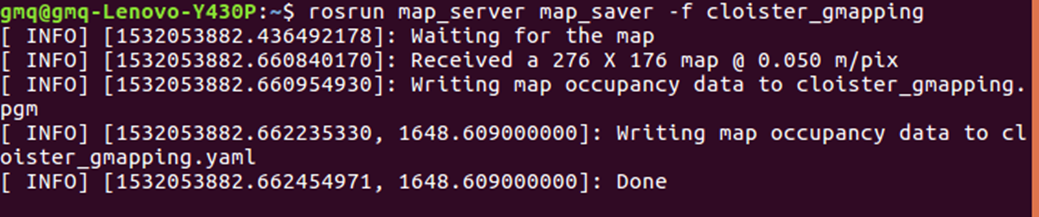 gmq@gmq-Lenovo-Y430P:~$ rosrun map_server map_saver -f cloister_gmapping
[ INFO] [1532053882.436492178]: Waiting for the map
[ INFO] [1532053882.660840170]: Received a 276 X 176 map @ 0.050 m/pix
[ INFO] [1532053882.660954930]: Writing map occupancy data to cloister_gmapping.
pgm
[ INFO] [1532053882.662235330, 1648.609000000]: Writing map occupancy data to cl
oister_gmapping.yaml
[ INFO] [1532053882.662454971, 1648.609000000]: Done